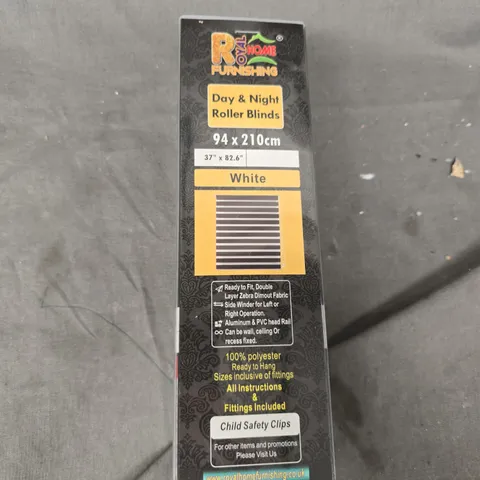 ROYAL HOME ®
FURNISHING
Day & Night
Roller Blinds
94 x 210cm
37" x 82.6"
White
Ready to Fit, Double
Layer Zebra Dimout Fabric
Side Winder for Left or
Right Operation.
Aluminum & PVC head Rail
Can be wall, ceiling Or
recess fixed.
100% polyester
Ready to Hang
Sizes inclusive of fittings
All Instructions
&
Fittings Included
Child Safety Clips
For other items and promotions
Please Visit Us
royalhomefurnishing.co.uk